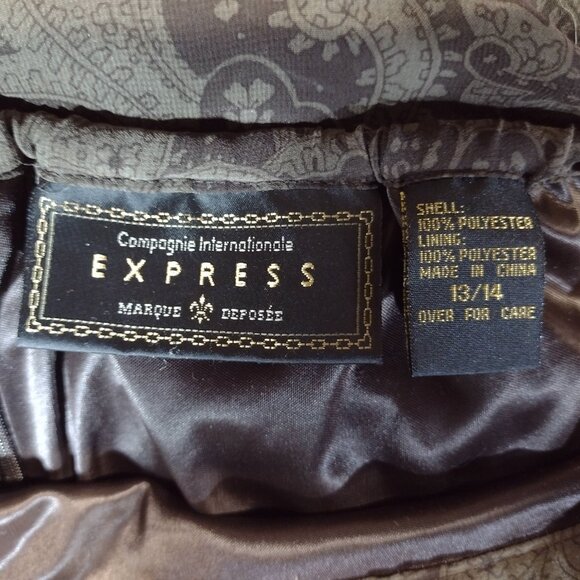 Compagnie Internationale
EXPRESS
MARQUE DEPOSÉE
SHELL:
100% POLYESTER
LINING:
100% POLYESTER
MADE IN CHINA
13/14
OVER FOR CARE